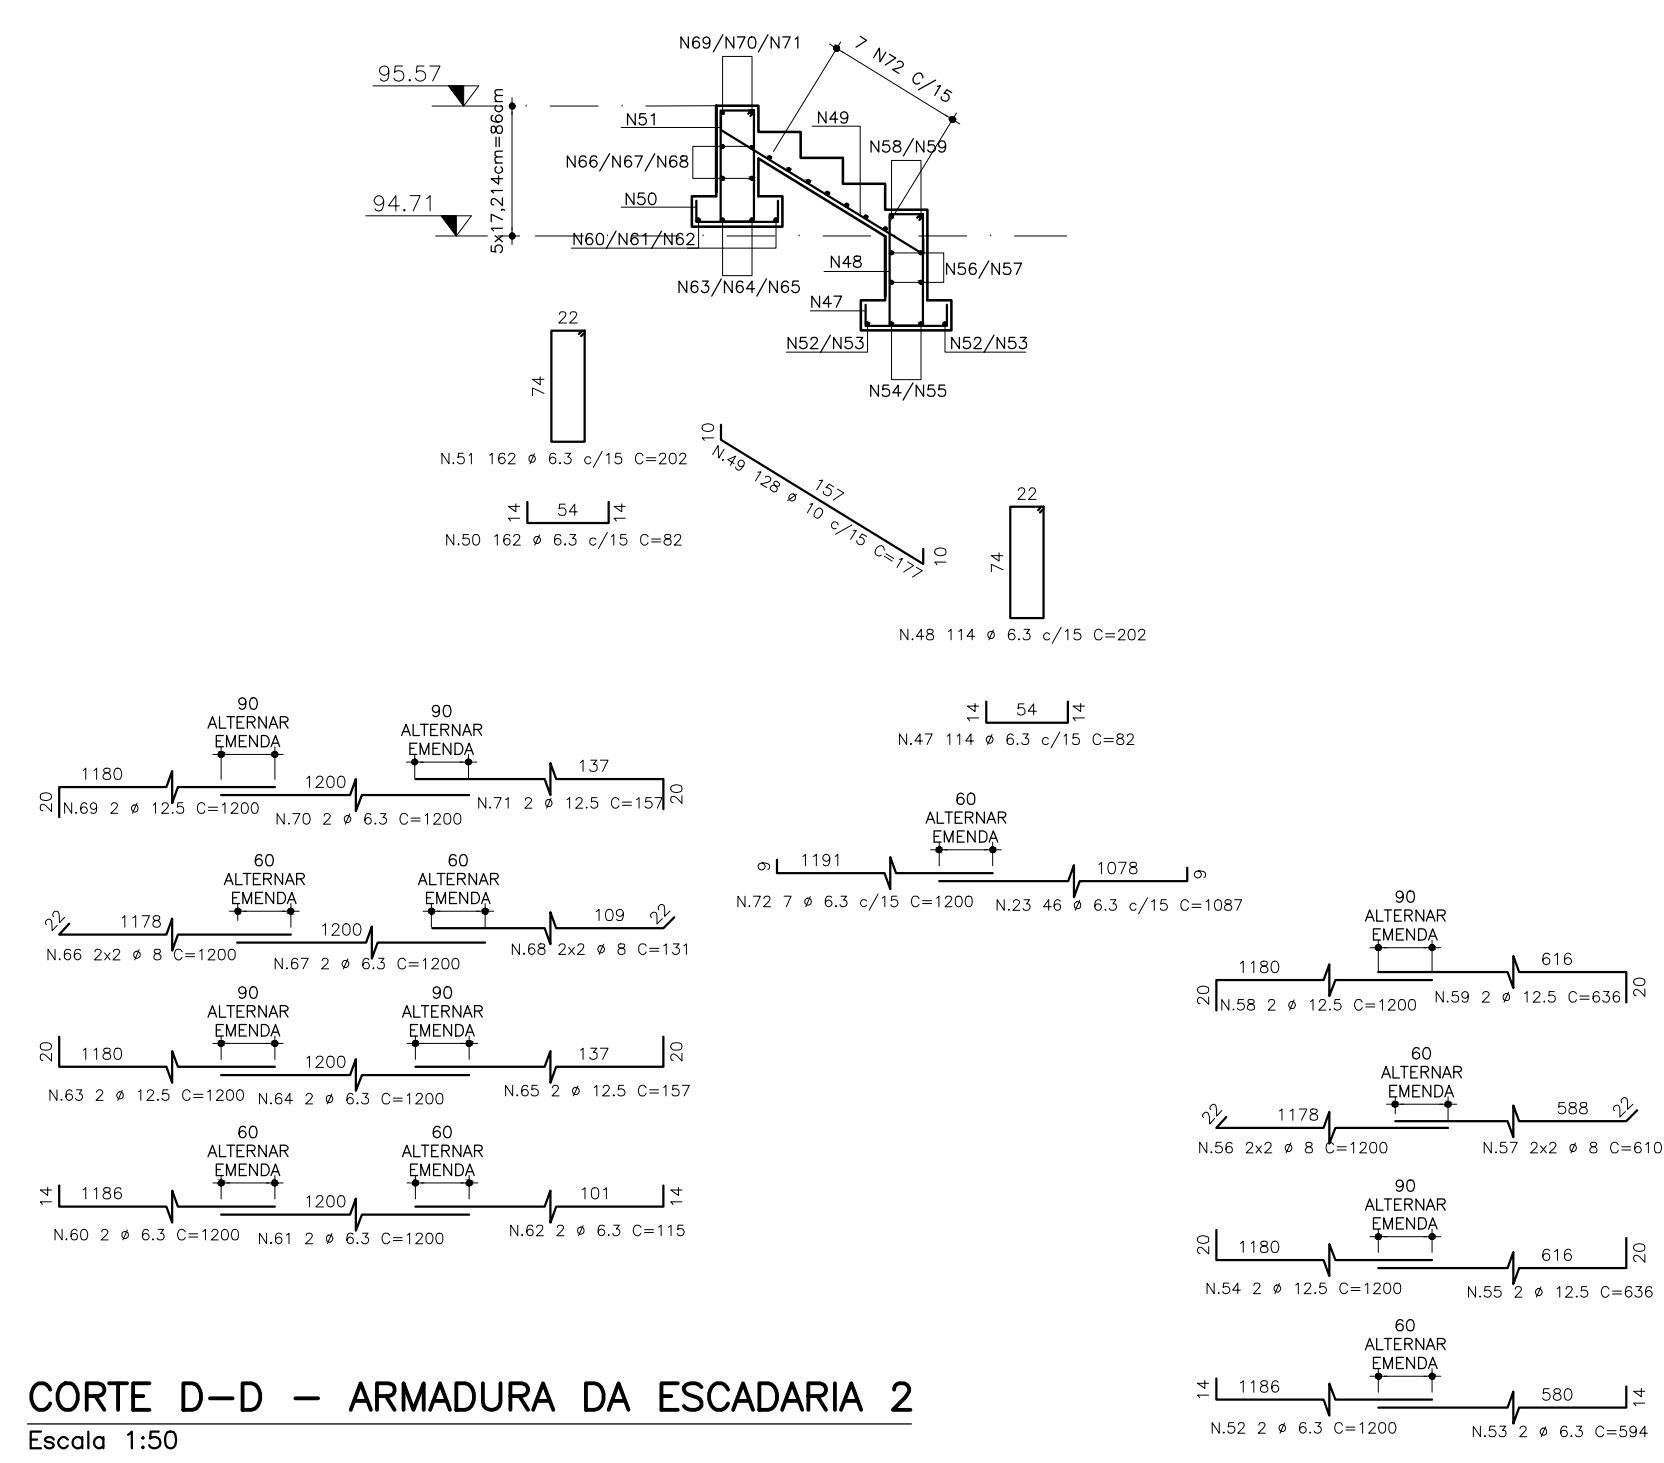 N69/N70/N71
7 N72 C/15
95.57
5x17,214cm=86cm
N51
N49
N66/N67/N68
N58/N59
94.71
N50
N60/N61/N62
N48
N56/N57
N63/N64/N65
N47
N52/N53
N52/N53
N54/N55
22
74
N.51 162 ø 6.3 c/15 C=202
14 54 14
N.50 162 ø 6.3 c/15 C=82
10
157
10
N.49 128 ø 10 c/15 C=177
22
74
N.48 114 ø 6.3 c/15 C=202
14 54 14
N.47 114 ø 6.3 c/15 C=82
90
ALTERNAR
EMENDA
90
ALTERNAR
EMENDA
1180
1200
137
20
20
N.69 2 ø 12.5 C=1200
N.70 2 ø 6.3 C=1200
N.71 2 ø 12.5 C=157
60
ALTERNAR
EMENDA
60
ALTERNAR
EMENDA
22
1178
1200
109
22
N.66 2x2 ø 8 C=1200
N.67 2 ø 6.3 C=1200
N.68 2x2 ø 8 C=131
90
ALTERNAR
EMENDA
90
ALTERNAR
EMENDA
20
1180
1200
137
20
N.63 2 ø 12.5 C=1200
N.64 2 ø 6.3 C=1200
N.65 2 ø 12.5 C=157
60
ALTERNAR
EMENDA
60
ALTERNAR
EMENDA
14
1186
1200
101
14
N.60 2 ø 6.3 C=1200
N.61 2 ø 6.3 C=1200
N.62 2 ø 6.3 C=115
60
ALTERNAR
EMENDA
9
1191
1078
9
N.72 7 ø 6.3 c/15 C=1200
N.23 46 ø 6.3 c/15 C=1087
90
ALTERNAR
EMENDA
1180
616
20
20
N.58 2 ø 12.5 C=1200
N.59 2 ø 12.5 C=636
60
ALTERNAR
EMENDA
22
1178
588
22
N.56 2x2 ø 8 C=1200
N.57 2x2 ø 8 C=610
90
ALTERNAR
EMENDA
20
1180
616
20
N.54 2 ø 12.5 C=1200
N.55 2 ø 12.5 C=636
60
ALTERNAR
EMENDA
14
1186
580
14
N.52 2 ø 6.3 C=1200
N.53 2 ø 6.3 C=594
CORTE D-D - ARMADURA DA ESCADARIA 2
Escala 1:50